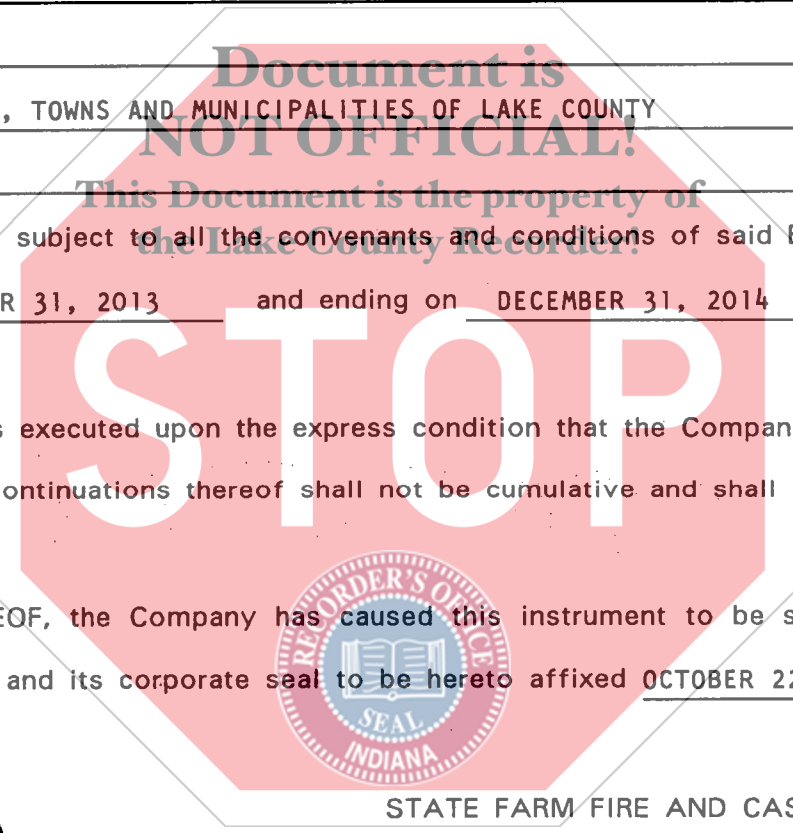 Document is
, TOWNS AND MUNICIPALITIES OF LAKE COUNTY
NOT OFFICIAL!
This Document is the property of
subject to all the convenants and conditions of said
the Lake County Recorder!
R 31, 2013 and ending on DECEMBER 31, 2014
STOP
executed upon the express condition that the Compan
ontinuations thereof shall not be cumulative and shall
RECORDER'S OFFICE
EOF, the Company has caused this instrument to be s
and its corporate seal to be hereto affixed OCTOBER 22
SEAL
INDIANA
STATE FARM FIRE AND CAS